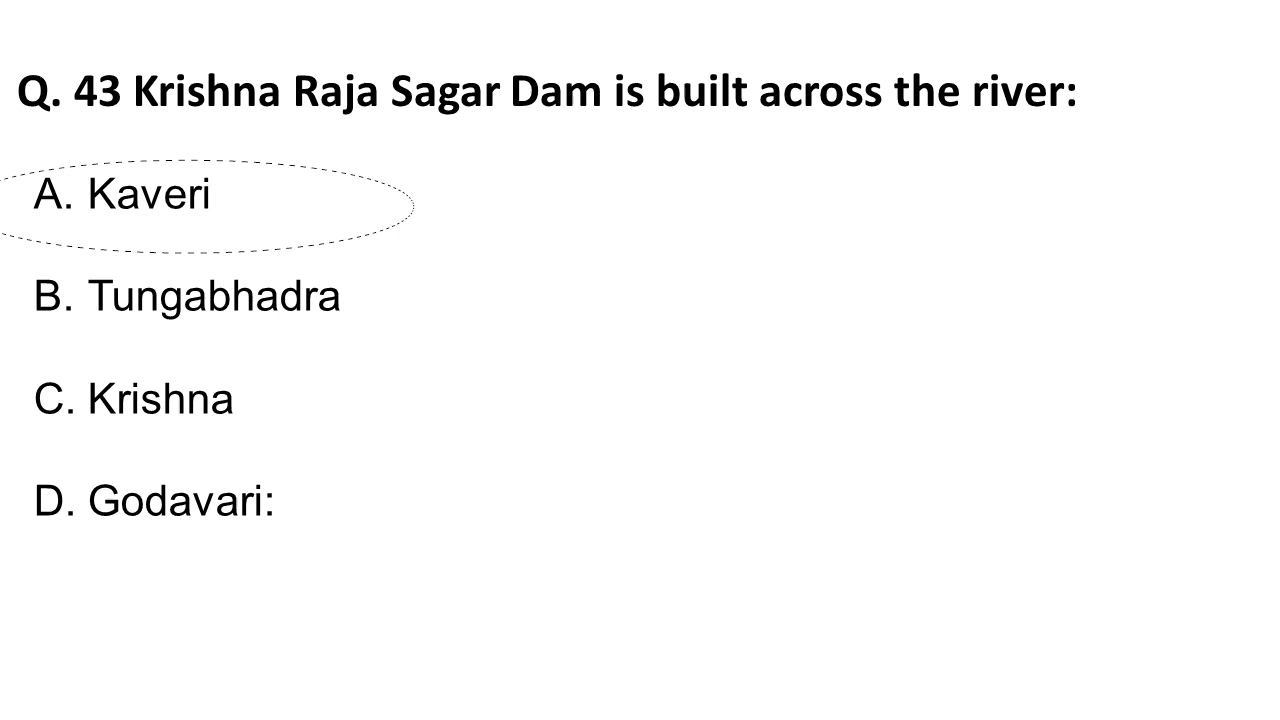 Q. 43 Krishna Raja Sagar Dam is built across the river:
A. Kaveri
B. Tungabhadra
C. Krishna
D. Godavari: